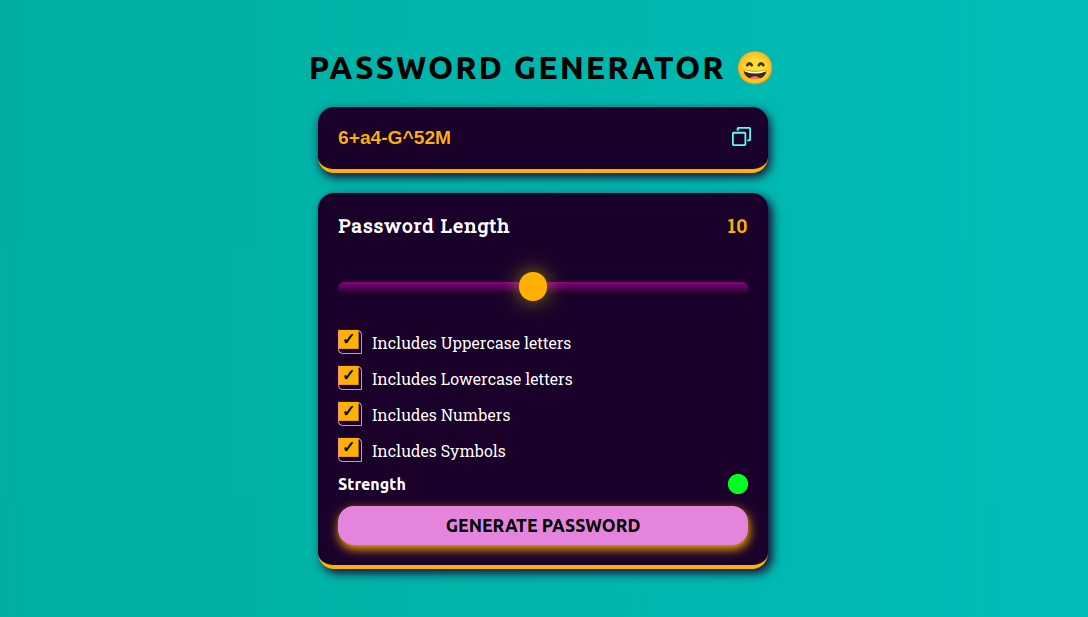 PASSWORD GENERATOR 😄
6+a4-G^52M
Password Length 10
✓ Includes Uppercase letters
✓ Includes Lowercase letters
✓ Includes Numbers
✓ Includes Symbols
Strength
GENERATE PASSWORD